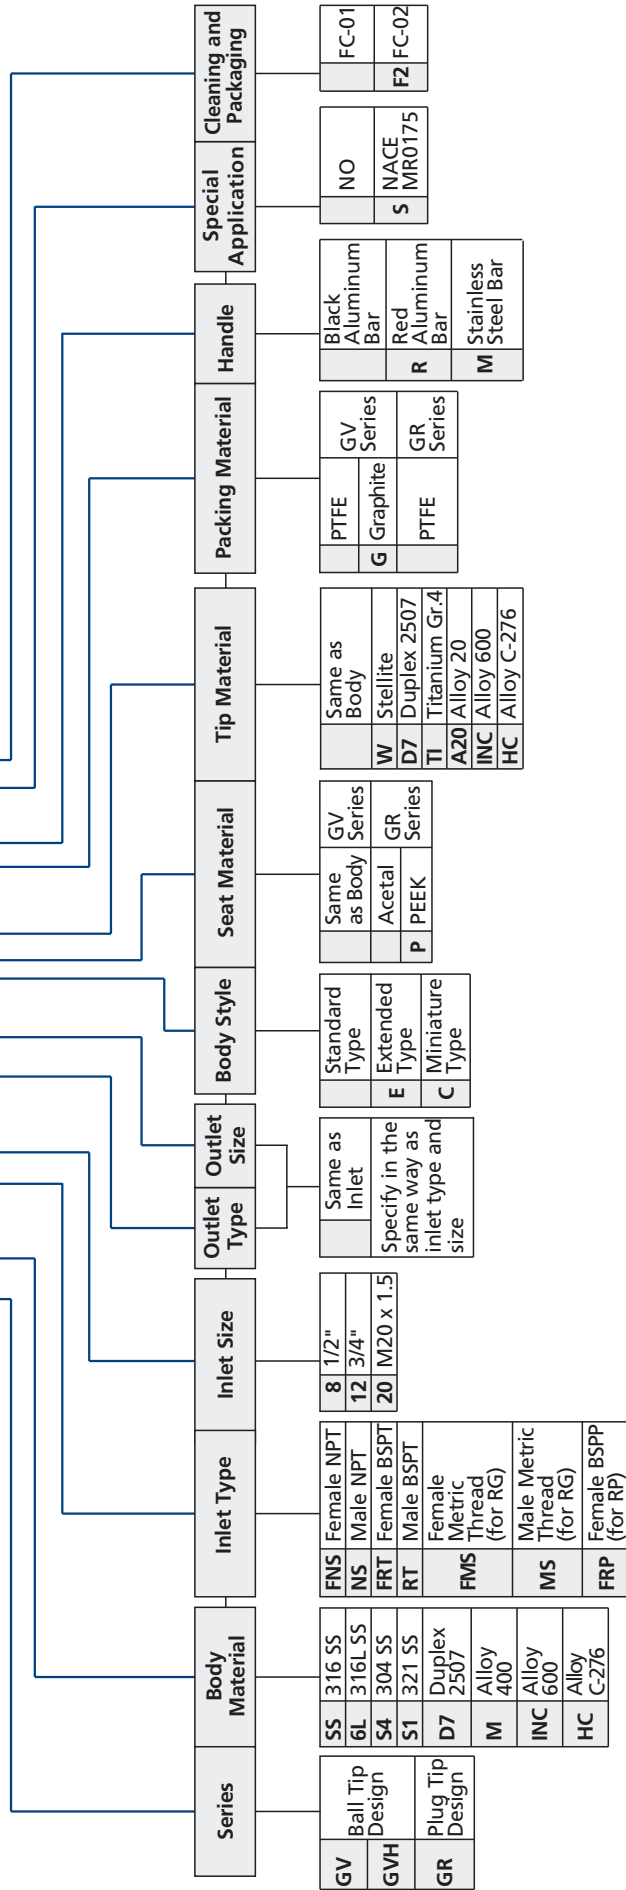 Series
GV
GVH
Ball Tip
Design
GR
Plug Tip
Design
Body
Material
SS 316 SS
6L 316L SS
S4 304 SS
S1 321 SS
D7 Duplex
2507
M Alloy
400
INC Alloy
600
HC Alloy
C-276
Inlet Type
FNS Female NPT
NS Male NPT
FRT Female BSPT
RT Male BSPT
FMS Female
Metric
Thread
(for RG)
MS Male Metric
Thread
(for RG)
FRP Female BSPP
(for RP)
Inlet Size
8 1/2"
12 3/4"
20 M20 x 1.5
Outlet
Type
Outlet
Size
Same as
Inlet
Specify in the
same way as
inlet type and
size
Body Style
Standard
Type
E Extended
Type
C Miniature
Type
Seat Material
Same
as Body
GV
Series
Acetal
P PEEK
GR
Series
Tip Material
Same as
Body
W Stellite
D7 Duplex 2507
TI Titanium Gr.4
A20 Alloy 20
INC Alloy 600
HC Alloy C-276
Packing Material
PTFE
G Graphite
GV
Series
PTFE
GR
Series
Handle
Black
Aluminum
Bar
R Red
Aluminum
Bar
M Stainless
Steel Bar
Special
Application
NO
S NACE
MR0175
Cleaning and
Packaging
FC-01
F2 FC-02